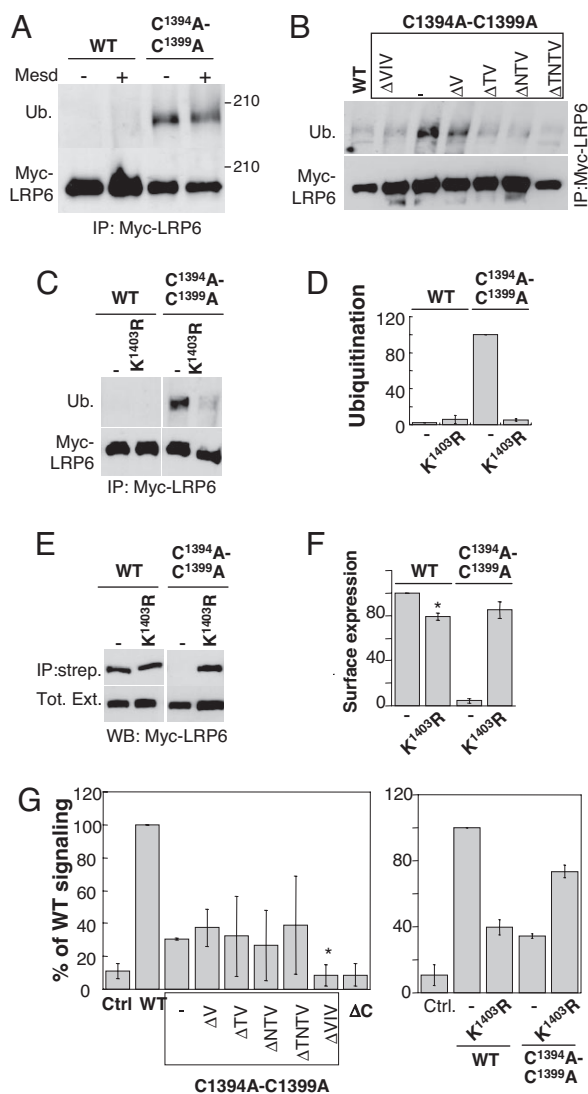 A
WT
C1394A-
C1399A
Mesd - + - +
Ub.
210
210
Myc-
LRP6
IP: Myc-LRP6
B
C1394A-C1399A
WT ΔVIV - ΔV ΔTV ΔNTV ΔTNTV
Ub.
Myc-
LRP6
IP:Myc-LRP6
C
WT
C1394A-
C1399A
- K1403R - K1403R
Ub.
Myc-
LRP6
IP: Myc-LRP6
D
WT
C1394A-
C1399A
Ubiquitination
120
80
40
0
- K1403R - K1403R
E
WT
C1394A-
C1399A
- K1403R - K1403R
IP:strep.
Tot. Ext.
WB: Myc-LRP6
F
WT
C1394A-
C1399A
Surface expression
120
80
40
0
*
- K1403R - K1403R
G
% of WT signaling
120
100
80
60
40
20
0
*
Ctrl WT - ΔV ΔTV ΔNTV ΔTNTV ΔVIV ΔC
C1394A-C1399A
120
80
40
0
Ctrl. - K1403R - K1403R
WT
C1394A-
C1399A